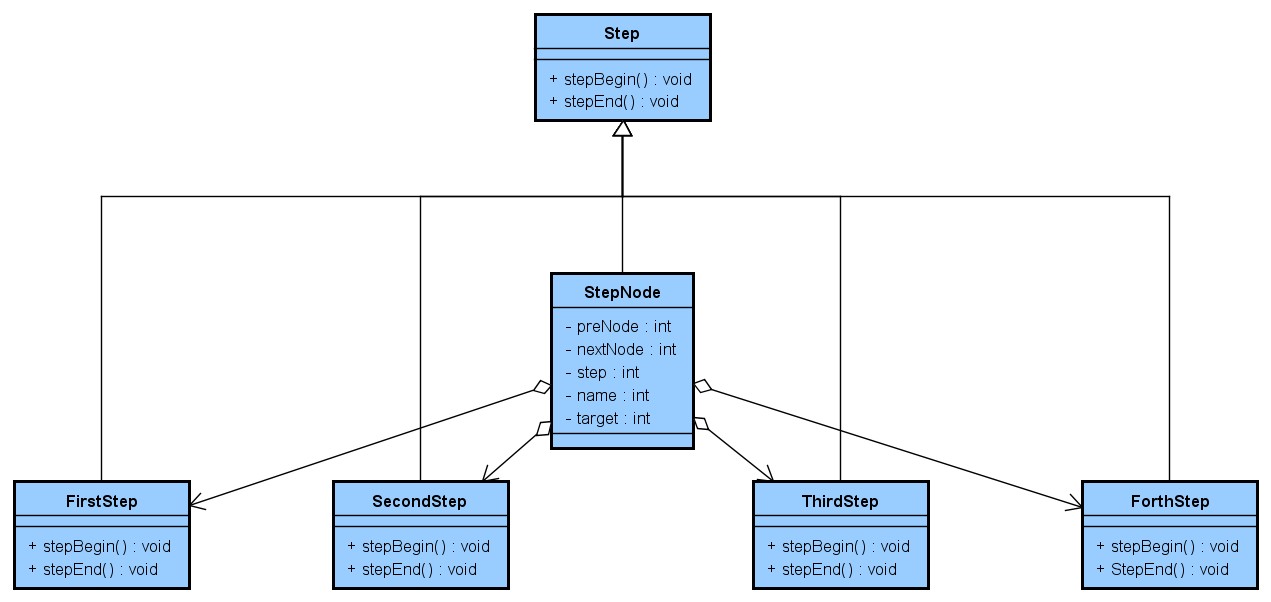 Step
+ stepBegin() : void
+ stepEnd() : void
StepNode
- preNode : int
- nextNode : int
- step : int
- name : int
- target : int
FirstStep
+ stepBegin() : void
+ stepEnd() : void
SecondStep
+ stepBegin() : void
+ stepEnd() : void
ThirdStep
+ stepBegin() : void
+ stepEnd() : void
ForthStep
+ stepBegin() : void
+ StepEnd() : void